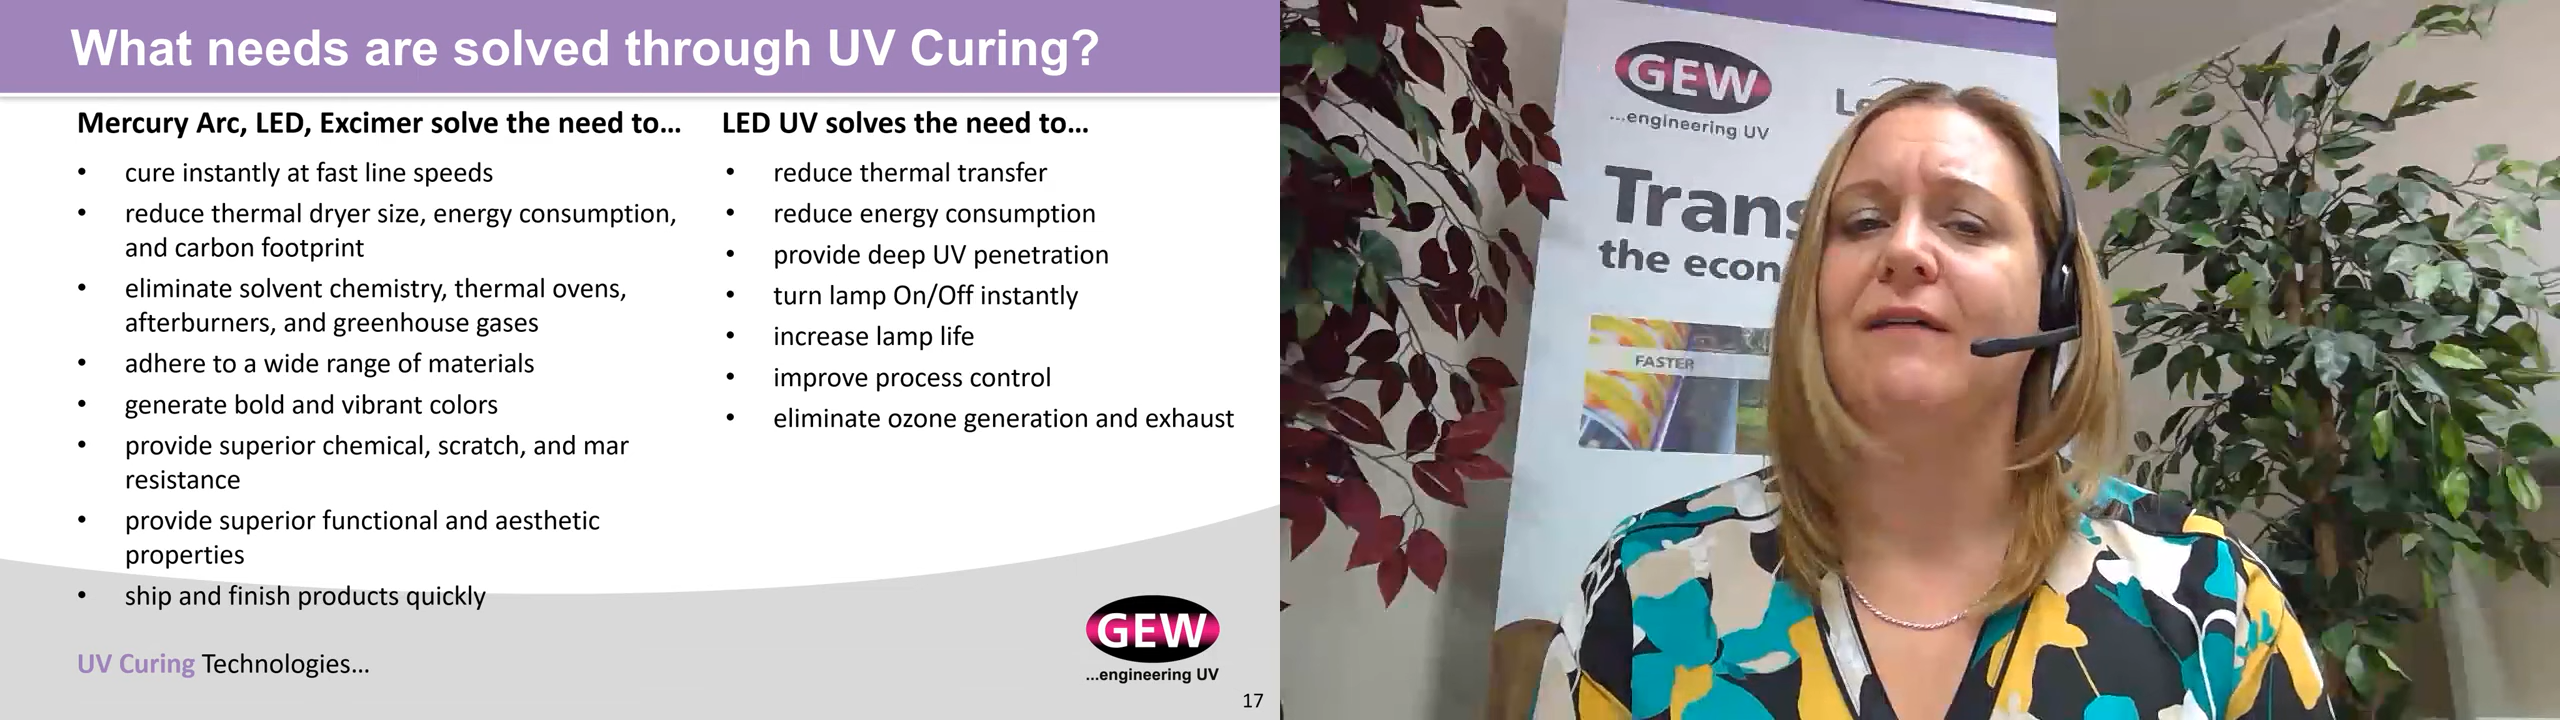 What needs are solved through UV Curing?
Mercury Arc, LED, Excimer solve the need to...
• cure instantly at fast line speeds
• reduce thermal dryer size, energy consumption,
and carbon footprint
• eliminate solvent chemistry, thermal ovens,
afterburners, and greenhouse gases
• adhere to a wide range of materials
• generate bold and vibrant colors
• provide superior chemical, scratch, and mar
resistance
• provide superior functional and aesthetic
properties
• ship and finish products quickly
LED UV solves the need to...
• reduce thermal transfer
• reduce energy consumption
• provide deep UV penetration
• turn lamp On/Off instantly
• increase lamp life
• improve process control
• eliminate ozone generation and exhaust
UV Curing Technologies...
GEW
...engineering UV
17
GEW
...engineering UV
Le
Trans
the econ
FASTER